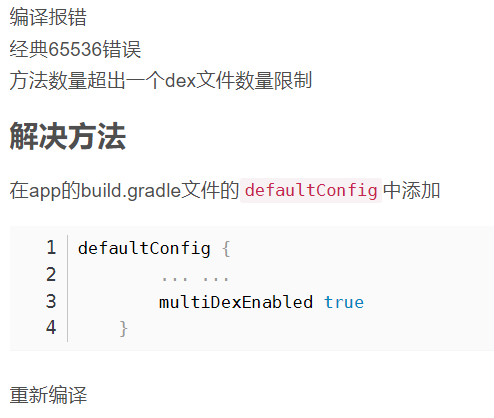 编译报错
经典65536错误
方法数量超出一个dex文件数量限制
解决方法
在app的build.gradle文件的defaultConfig中添加
1 defaultConfig {
2 ... ...
3 multiDexEnabled true
4 }
重新编译